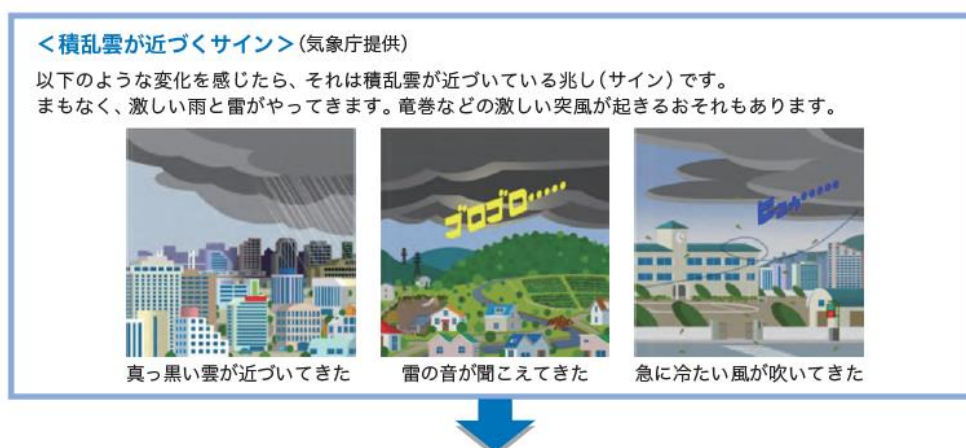 ＜積乱雲が近づくサイン＞(気象庁提供)
以下のような変化を感じたら、それは積乱雲が近づいている兆し(サイン)です。
まもなく、激しい雨と雷がやってきます。竜巻などの激しい突風が起きるおそれもあります。
ゴロゴロ・・・・・
ビュゥ・・・・・
真っ黒い雲が近づいてきた
雷の音が聞こえてきた
急に冷たい風が吹いてきた